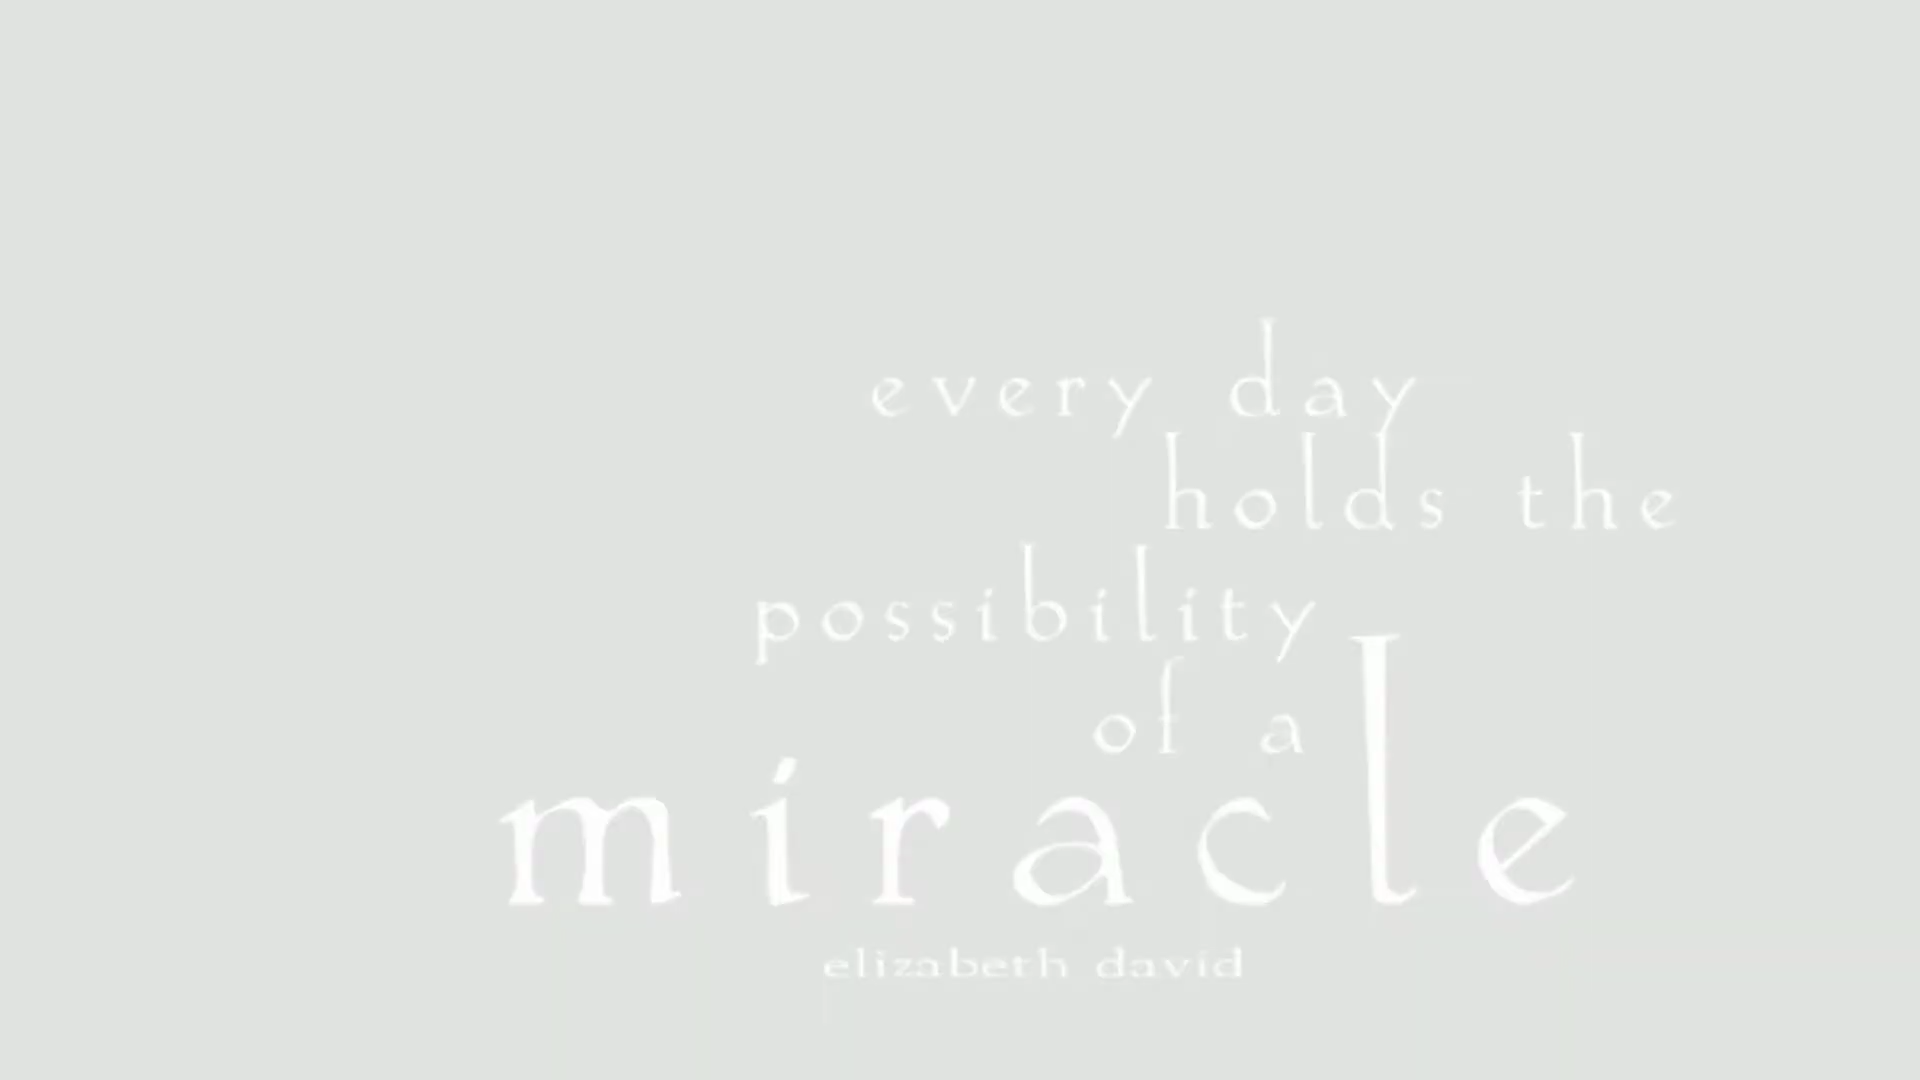 every day
holds the
possibility
of a
miracle
elizabeth david